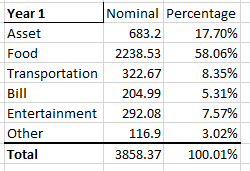 Year 1 Nominal Percentage
Asset 683.2 17.70%
Food 2238.53 58.06%
Transportation 322.67 8.35%
Bill 204.99 5.31%
Entertainment 292.08 7.57%
Other 116.9 3.02%
Total 3858.37 100.01%